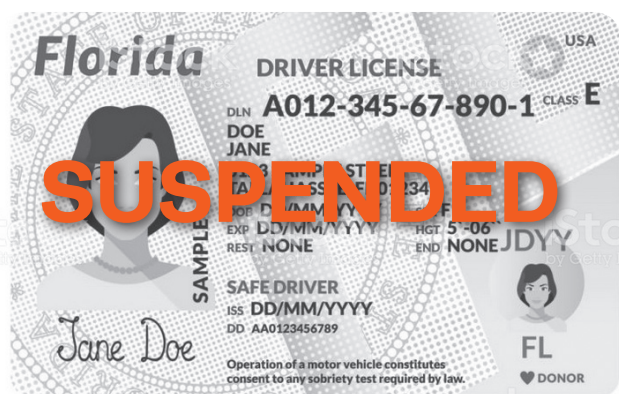 Florida
USA
DRIVER LICENSE
DLN A012-345-67-890-1 CLASS E
DOE
JANE
SUSPENDED
DD/MM/YYYY
EXP DD/MM/YYYY HGT 5'-06"
REST NONE END NONE
JDYY
SAMPLE
SAFE DRIVER
ISS DD/MM/YYYY
DD AA0123456789
Jane Doe
FL
Operation of a motor vehicle constitutes
consent to any sobriety test required by law.
DONOR